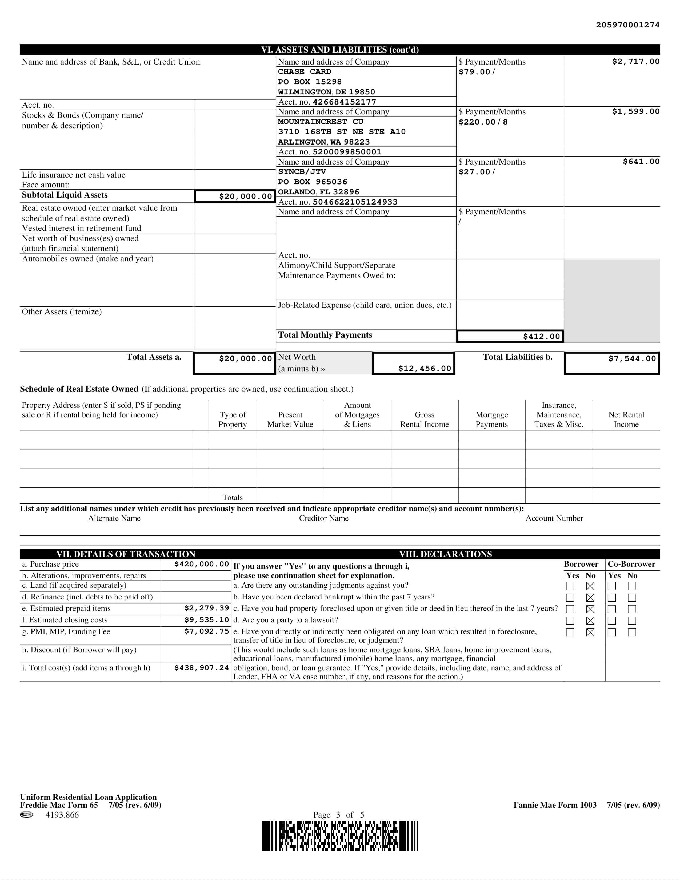 205970001274
VI. ASSETS AND LIABILITIES (cont'd)
Name and address of Bank, S&L, or Credit Union
Acct. no.
Stocks & Bonds (Company name/
number & description)
Life insurance net cash value
Face amount:
Subtotal Liquid Assets $20,000.00
Real estate owned (enter market value from
schedule of real estate owned)
Vested interest in retirement fund
Net worth of business(es) owned
(attach financial statement)
Automobiles owned (make and year)
Other Assets (itemize)
Total Assets a. $20,000.00
Name and address of Company $ Payment/Months $2,717.00
CHASE CARD $79.00/
PO BOX 15298
WILMINGTON, DE 19850
Acct. no. 426684152177
Name and address of Company $ Payment/Months $1,599.00
MOUNTAINCREST CU $220.00/8
3710 168TH ST NE STE A10
ARLINGTON, WA 98223
Acct. no. 5200099850001
Name and address of Company $ Payment/Months $641.00
SYNCB/JTV $27.00/
PO BOX 965036
ORLANDO, FL 32896
Acct. no. 5046622105124933
Name and address of Company $ Payment/Months
/
Acct. no.
Alimony/Child Support/Separate
Maintenance Payments Owed to:
Job-Related Expense (child care, union dues, etc.)
Total Monthly Payments $412.00
Net Worth
(a minus b) » $12,456.00
Total Liabilities b. $7,544.00
Schedule of Real Estate Owned (If additional properties are owned, use continuation sheet.)
Property Address (enter S if sold, PS if pending
sale or R if rental being held for income)
Type of
Property
Present
Market Value
Amount
of Mortgages
& Liens
Gross
Rental Income
Mortgage
Payments
Insurance,
Maintenance,
Taxes & Misc.
Net Rental
Income
Totals
List any additional names under which credit has previously been received and indicate appropriate creditor name(s) and account number(s):
Alternate Name Creditor Name Account Number
VII. DETAILS OF TRANSACTION
a. Purchase price $420,000.00
b. Alterations, improvements, repairs
c. Land (if acquired separately)
d. Refinance (incl. debts to be paid off)
e. Estimated prepaid items $2,279.39
f. Estimated closing costs $9,535.10
g. PMI, MIP, Funding Fee $7,092.75
h. Discount (if Borrower will pay)
i. Total cost(s) (add items a through h) $438,907.24
VIII. DECLARATIONS
If you answer "Yes" to any questions a through i,
please use continuation sheet for explanation.
Borrower Co-Borrower
Yes No Yes No
a. Are there any outstanding judgments against you?
b. Have you been declared bankrupt within the past 7 years?
c. Have you had property foreclosed upon or given title or deed in lieu thereof in the last 7 years?
d. Are you a party to a lawsuit?
e. Have you directly or indirectly been obligated on any loan which resulted in foreclosure,
transfer of title in lieu of foreclosure, or judgment?
(This would include such loans as home mortgage loans, SBA loans, home improvement loans,
educational loans, manufactured (mobile) home loans, any mortgage, financial
obligation, bond, or loan guarantee. If "Yes," provide details, including date, name, and address of
Lender, FHA or VA case number, if any, and reasons for the action.)
Uniform Residential Loan Application
Freddie Mac Form 65 7/05 (rev. 6/09)
4193.866
Page 3 of 5
Fannie Mae Form 1003 7/05 (rev. 6/09)